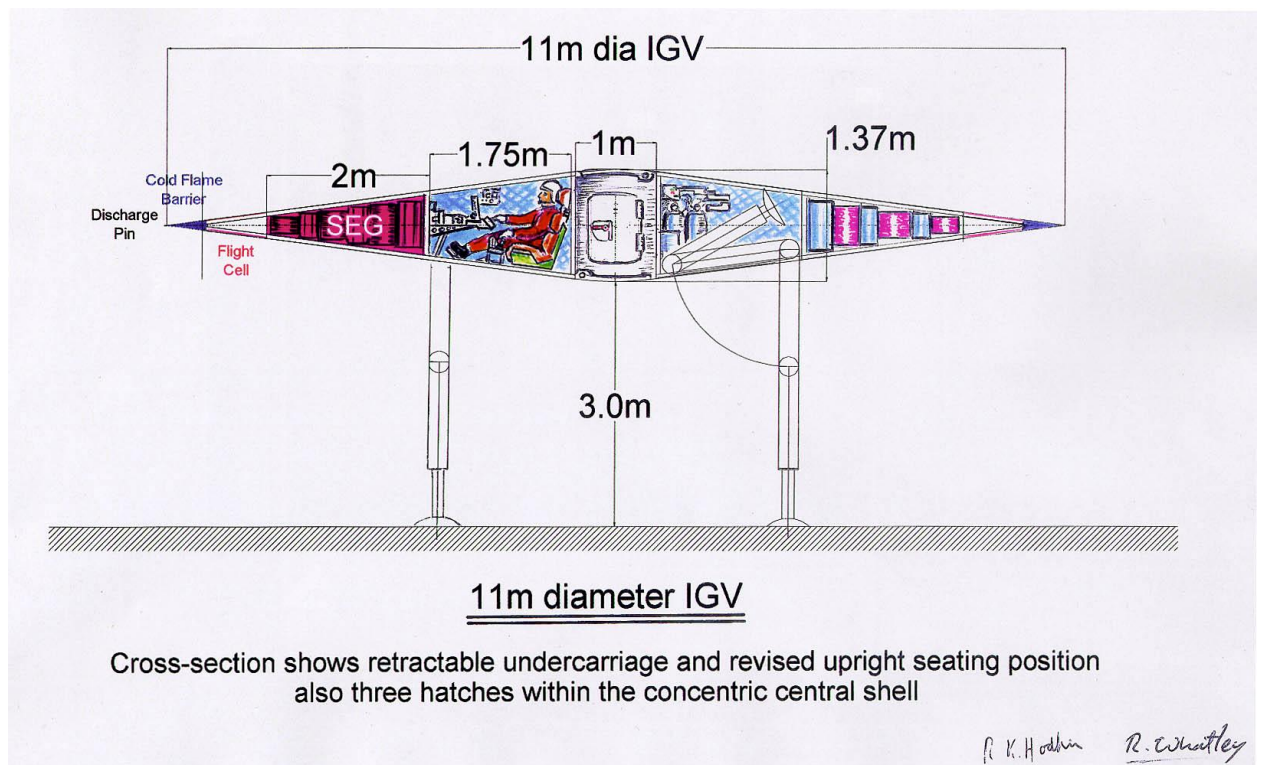 11m dia IGV
1m
1.37m
1.75m
2m
Cold Flame
Barrier
Discharge
Pin
SEG
Flight
Cell
3.0m
11m diameter IGV
Cross-section shows retractable undercarriage and revised upright seating position
also three hatches within the concentric central shell
R. Whatley